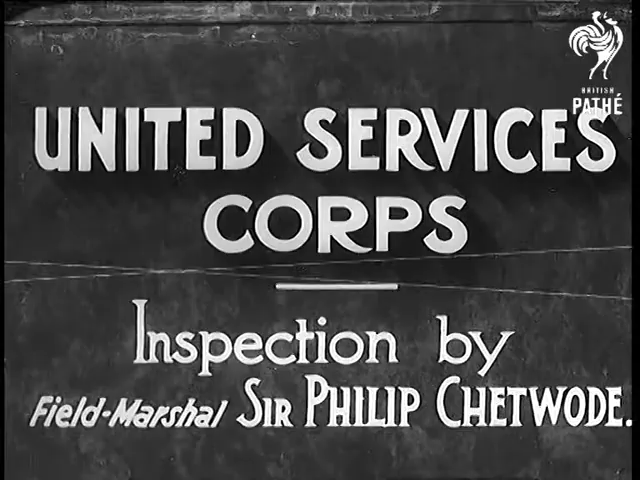 BRITISH
PATHÉ
UNITED SERVICES
CORPS
Inspection by
Field-Marshal SIR PHILIP CHETWODE.